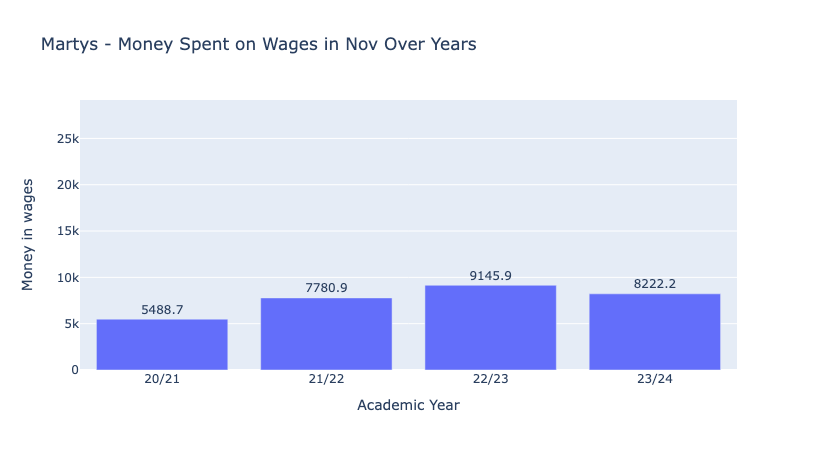 Martys - Money Spent on Wages in Nov Over Years
Money in wages
25k
20k
15k
10k
5k
0
5488.7
7780.9
9145.9
8222.2
20/21
21/22
22/23
23/24
Academic Year